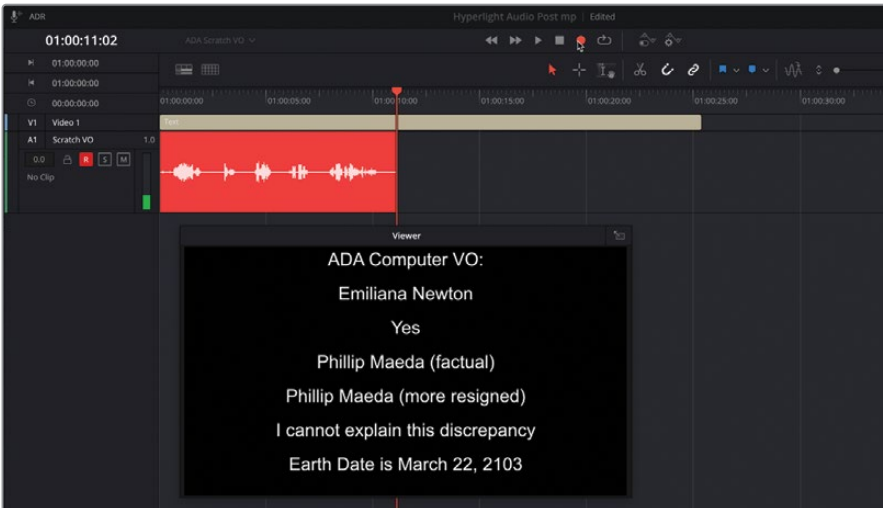 ADR
Hyperlight Audio Post mp | Edited
01:00:11:02
ADA Scratch VO
01:00:00:00
01:00:00:00
00:00:00:00
01:00:00:00 01:00:05:00 01:00:10:00 01:00:15:00 01:00:20:00 01:00:25:00 01:00:30:00
V1 Video 1
Text
A1 Scratch VO 1.0
0.0 R S M
No Clip
Viewer
ADA Computer VO:
Emiliana Newton
Yes
Phillip Maeda (factual)
Phillip Maeda (more resigned)
I cannot explain this discrepancy
Earth Date is March 22, 2103